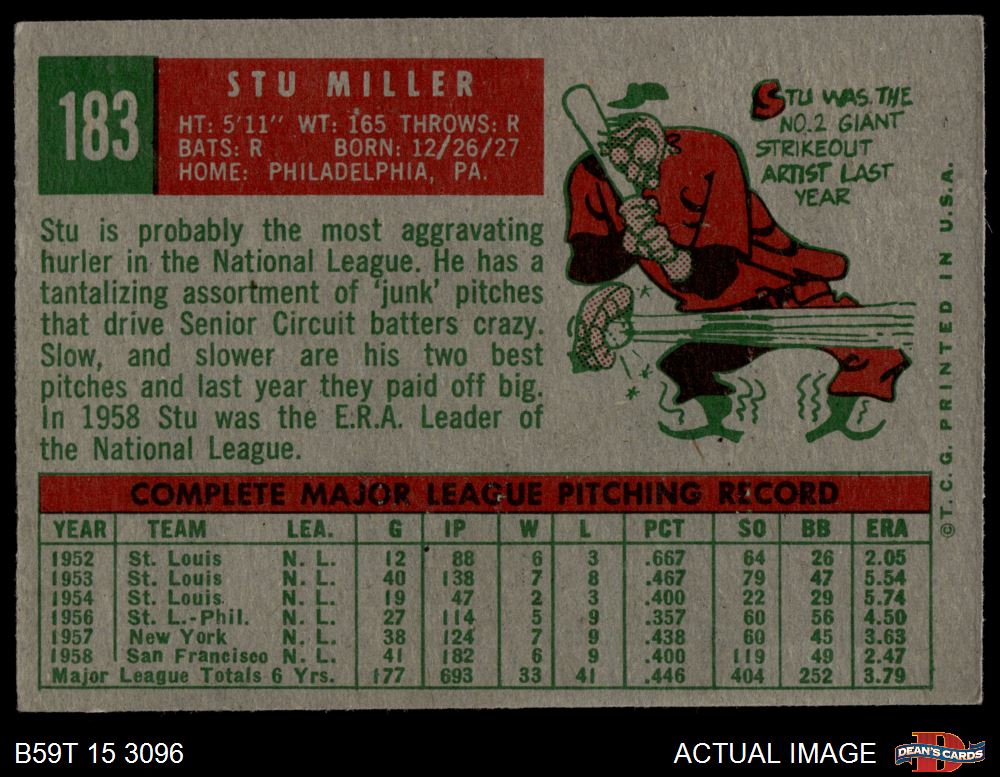 183
STU MILLER
HT: 5'11" WT: 165 THROWS: R
BATS: R BORN: 12/26/27
HOME: PHILADELPHIA, PA.
STU WAS THE
NO.2 GIANT
STRIKEOUT
ARTIST LAST
YEAR
Stu is probably the most aggravating
hurler in the National League. He has a
tantalizing assortment of 'junk' pitches
that drive Senior Circuit batters crazy.
Slow, and slower are his two best
pitches and last year they paid off big.
In 1958 Stu was the E.R.A. Leader of
the National League.
©T.C.G. PRINTED IN U.S.A.
COMPLETE MAJOR LEAGUE PITCHING RECORD
YEAR TEAM LEA. G IP W L PCT SO BB ERA
1952 St. Louis N. L. 12 88 6 3 .667 64 26 2.05
1953 St. Louis N. L. 40 138 7 8 .467 79 47 5.54
1954 St. Louis N. L. 19 47 2 3 .400 22 29 5.74
1956 St. L.-Phil. N. L. 27 114 5 9 .357 60 56 4.50
1957 New York N. L. 38 124 7 9 .438 60 45 3.63
1958 San Francisco N. L. 41 182 6 9 .400 119 49 2.47
Major League Totals 6 Yrs. 177 693 33 41 .446 404 252 3.79
B59T 15 3096
ACTUAL IMAGE
D
DEAN'S CARDS